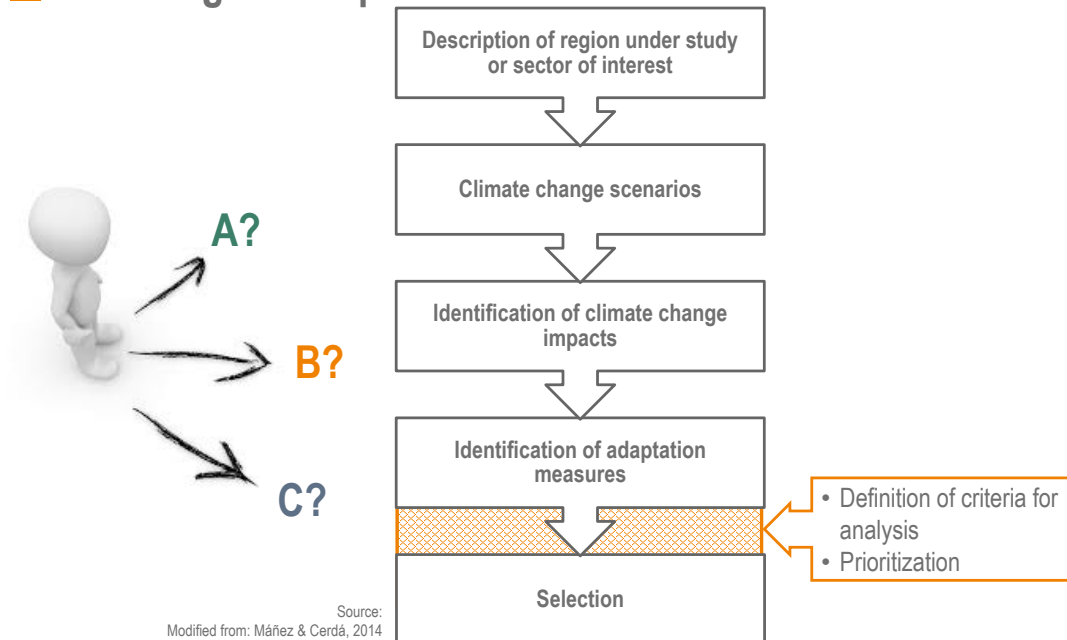 Description of region under study
or sector of interest
Climate change scenarios
A?
Identification of climate change
impacts
B?
Identification of adaptation
measures
C?
• Definition of criteria for
analysis
• Prioritization
Selection
Source:
Modified from: Máñez & Cerdá, 2014